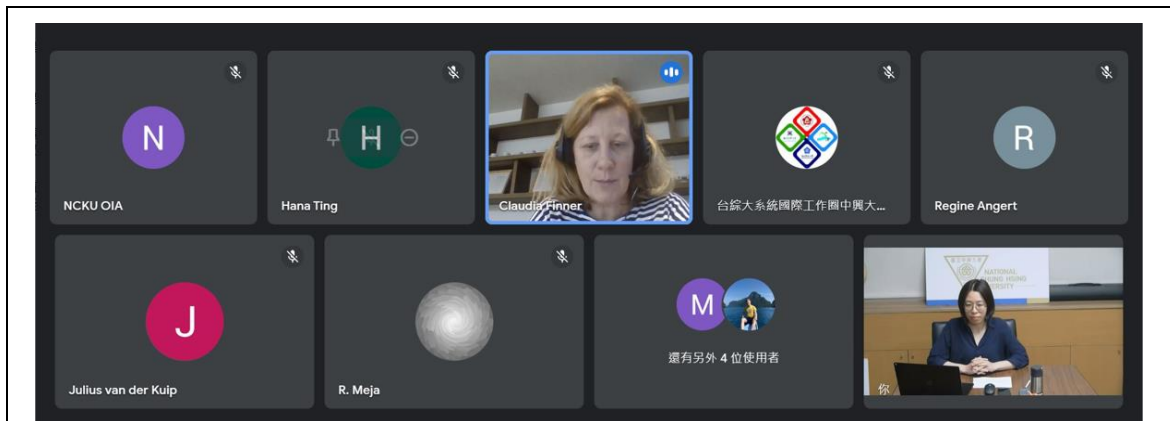 N
NCKU OIA
H
Hana Ting
Claudia Finner
台綜大系統國際工作圈中興大...
R
Regine Angert
J
Julius van der Kuip
R. Meja
M
還有另外 4 位使用者
NATIONAL
CHUNG HSING
UNIVERSITY
你